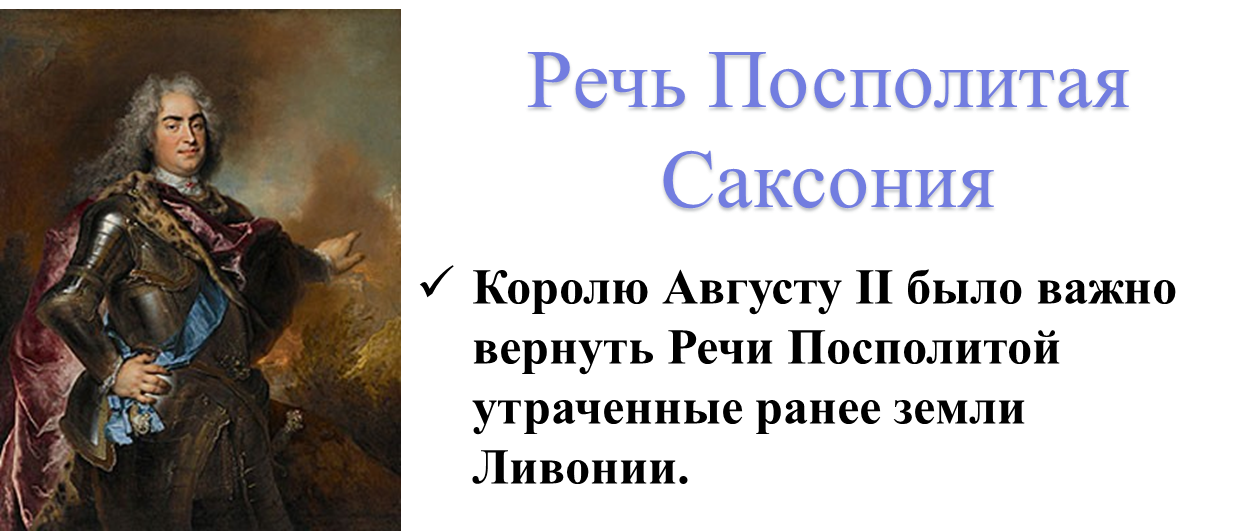 Речь Посполитая
Саксония
✓ Королю Августу II было важно
вернуть Речи Посполитой
утраченные ранее земли
Ливонии.